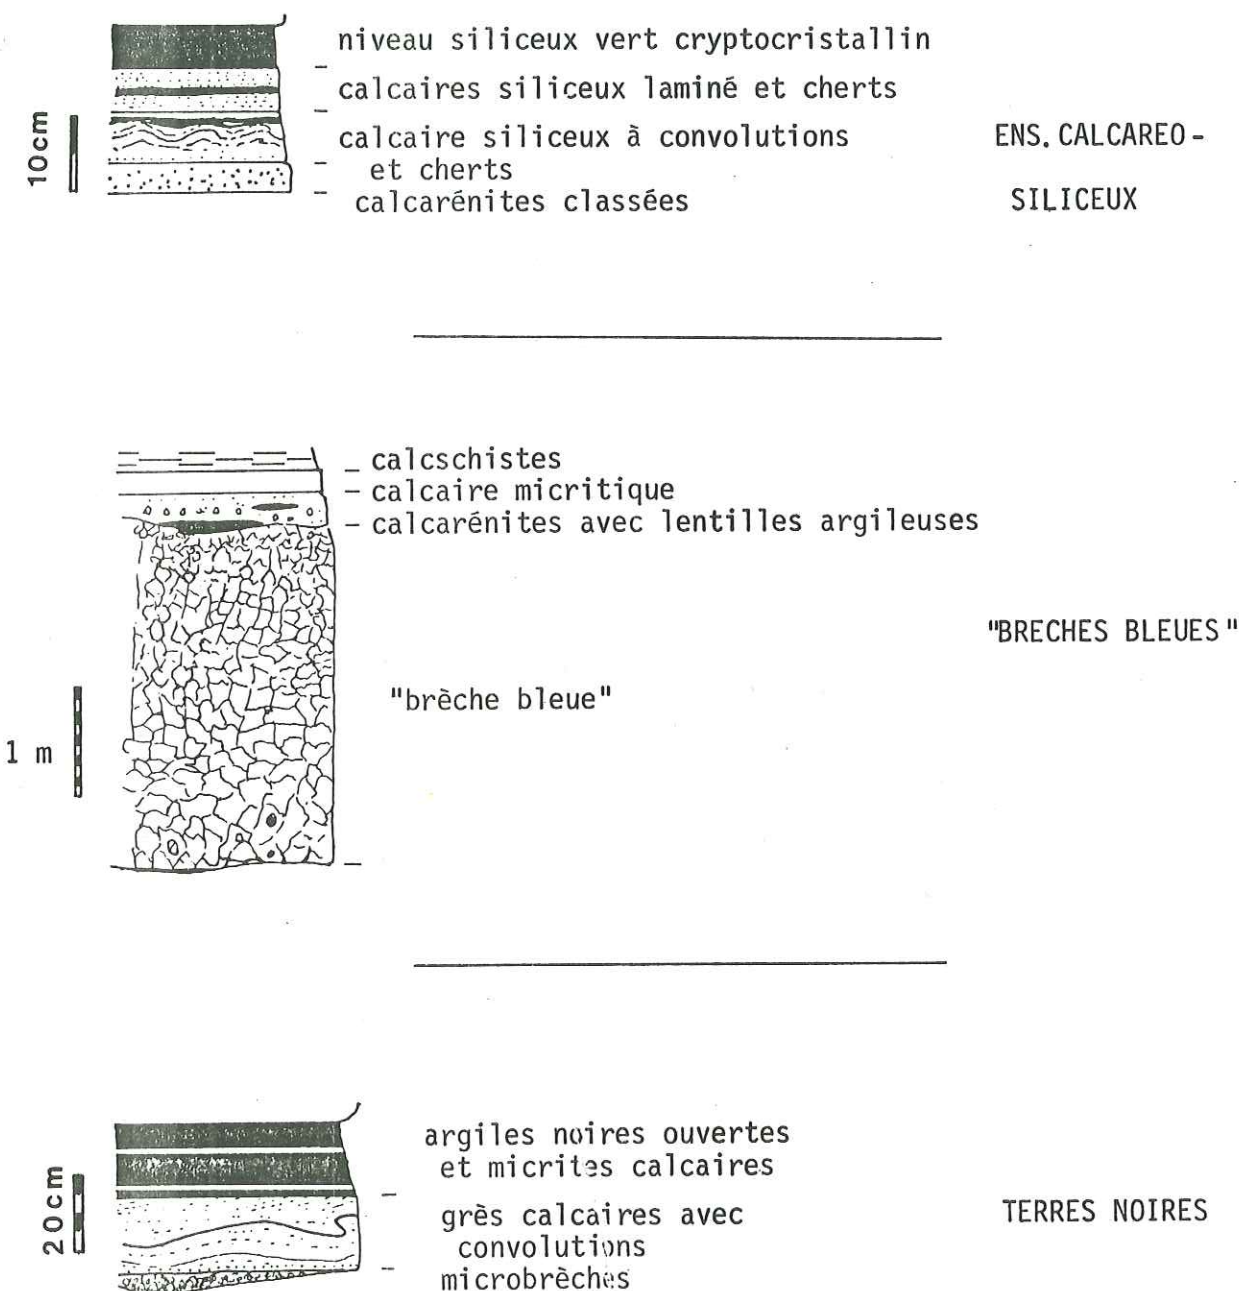 niveau siliceux vert cryptocristallin
calcaires siliceux laminé et cherts
10cm
calcaire siliceux à convolutions
et cherts
calcarénites classées
ENS. CALCAREO -
SILICEUX
calcschistes
calcaire micritique
calcarénites avec lentilles argileuses
"BRECHES BLEUES"
"brèche bleue"
1 m
argiles noires ouvertes
et micrites calcaires
20cm
grès calcaires avec
convolutions
microbrèches
TERRES NOIRES